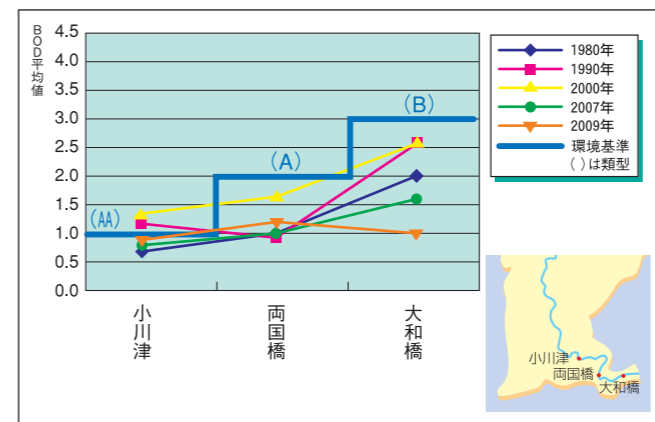 BOD平均値
4.5
4.0
3.5
3.0
2.5
2.0
1.5
1.0
0.5
0.0
(AA)
(A)
(B)
小川津
両国橋
大和橋
1980年
1990年
2000年
2007年
2009年
環境基準
( )は類型
小川津
両国橋
大和橋